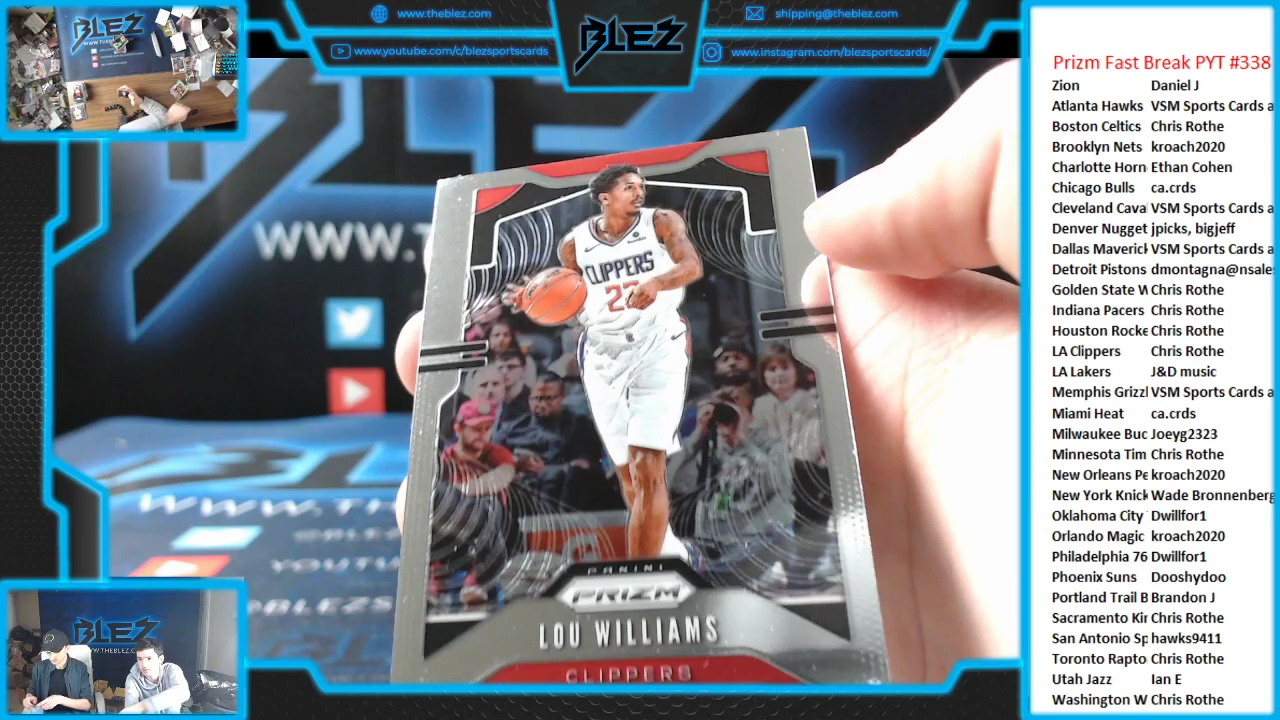 BLEZ
www.theblez.com
www.youtube.com/c/blezsportscards
BLEZ
shipping@theblez.com
www.instagram.com/blezsportscards/
WWW.T
CLIPPERS
PANINI
PRIZM
LOU WILLIAMS
CLIPPERS
WWW.TH
YOUTU
BLEZS
BLEZ
WWW.THEBLEZ.COM
Prizm Fast Break PYT #338
Zion Daniel J
Atlanta Hawks VSM Sports Cards a
Boston Celtics Chris Rothe
Brooklyn Nets kroach2020
Charlotte Horn Ethan Cohen
Chicago Bulls ca.crds
Cleveland Cava VSM Sports Cards a
Denver Nugget jpicks, bigjeff
Dallas Maverick VSM Sports Cards a
Detroit Pistons dmontagna@nsales
Golden State W Chris Rothe
Indiana Pacers Chris Rothe
Houston Rocke Chris Rothe
LA Clippers Chris Rothe
LA Lakers J&D music
Memphis Grizzl VSM Sports Cards a
Miami Heat ca.crds
Milwaukee Buc Joeyg2323
Minnesota Tim Chris Rothe
New Orleans Pe kroach2020
New York Knick Wade Bronnenberg
Oklahoma City Dwillfor1
Orlando Magic kroach2020
Philadelphia 76 Dwillfor1
Phoenix Suns Dooshydoo
Portland Trail B Brandon J
Sacramento Kin Chris Rothe
San Antonio Sp hawks9411
Toronto Rapto Chris Rothe
Utah Jazz Ian E
Washington W Chris Rothe